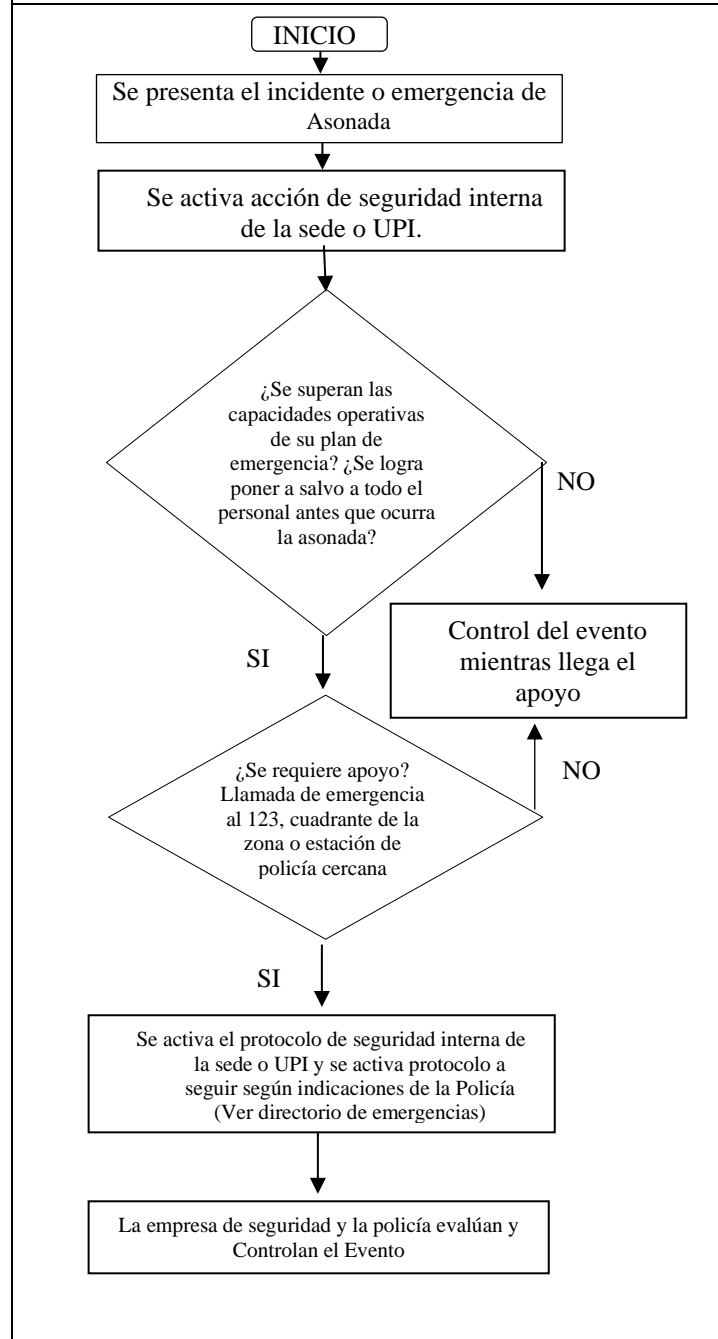 INICIO
Se presenta el incidente o emergencia de
Asonada
Se activa acción de seguridad interna
de la sede o UPI.
¿Se superan las
capacidades operativas
de su plan de
emergencia? ¿Se logra
poner a salvo a todo el
personal antes que ocurra
la asonada?
NO
Control del evento
mientras llega el
apoyo
SI
¿Se requiere apoyo?
Llamada de emergencia
al 123, cuadrante de la
zona o estación de
policía cercana
NO
SI
Se activa el protocolo de seguridad interna de
la sede o UPI y se activa protocolo a
seguir según indicaciones de la Policía
(Ver directorio de emergencias)
La empresa de seguridad y la policía evalúan y
Controlan el Evento